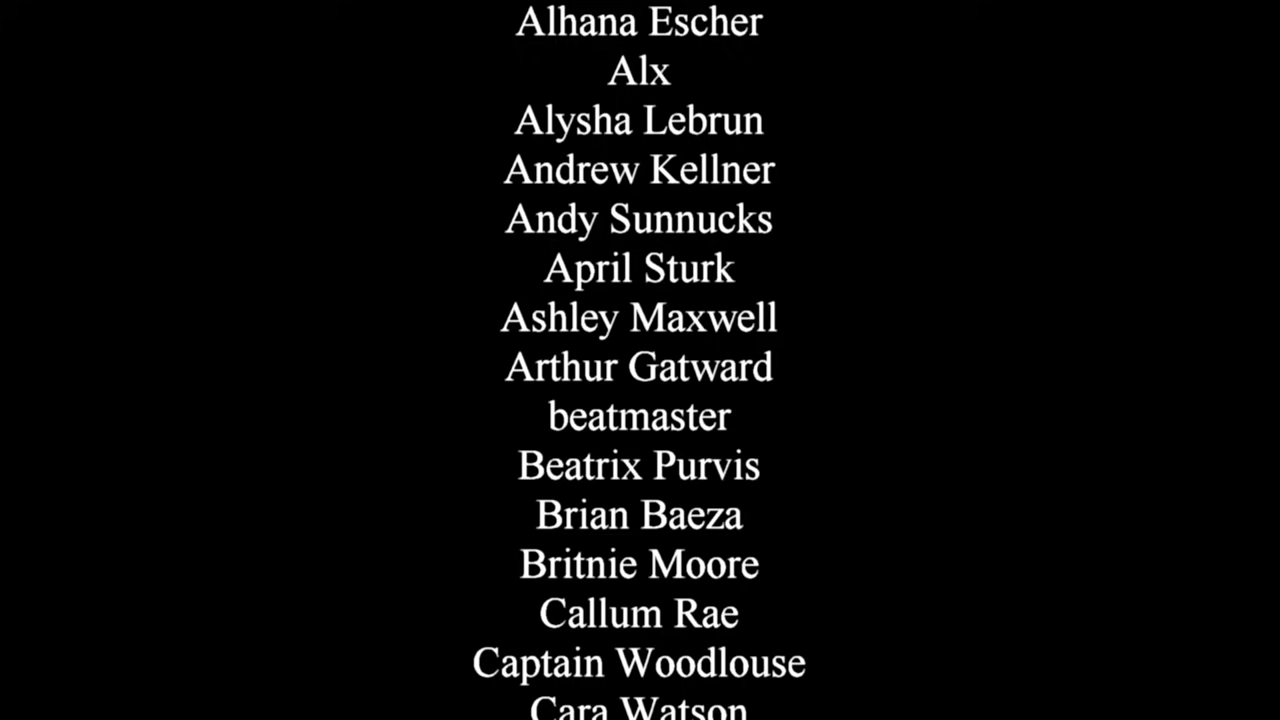 Alhana Escher
Alx
Alysha Lebrun
Andrew Kellner
Andy Sunnucks
April Sturk
Ashley Maxwell
Arthur Gatward
beatmaster
Beatrix Purvis
Brian Baeza
Britnie Moore
Callum Rae
Captain Woodlouse
Cara Watson